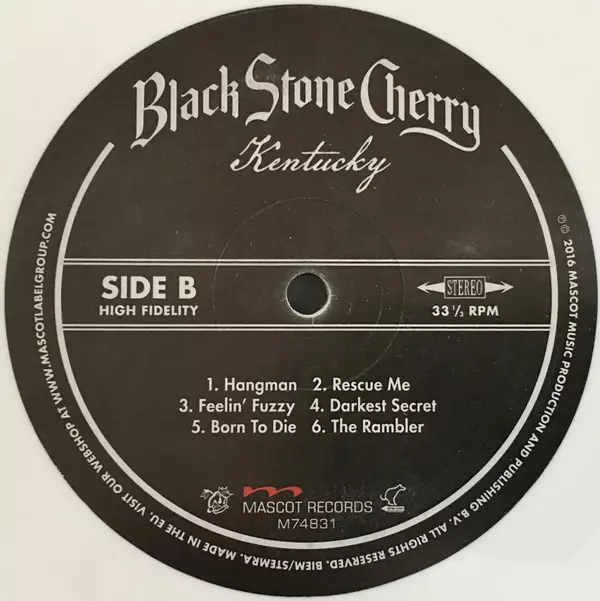 Black Stone Cherry
Kentucky
SIDE B
HIGH FIDELITY
STEREO
33 1/3 RPM
1. Hangman 2. Rescue Me
3. Feelin' Fuzzy 4. Darkest Secret
5. Born To Die 6. The Rambler
MASCOT RECORDS
M74831
℗ © 2016 MASCOT MUSIC PRODUCTION AND PUBLISHING B.V. ALL RIGHTS RESERVED. BIEM/STEMRA. MADE IN THE EU. VISIT OUR WEBSHOP AT WWW.MASCOTLABELGROUP.COM